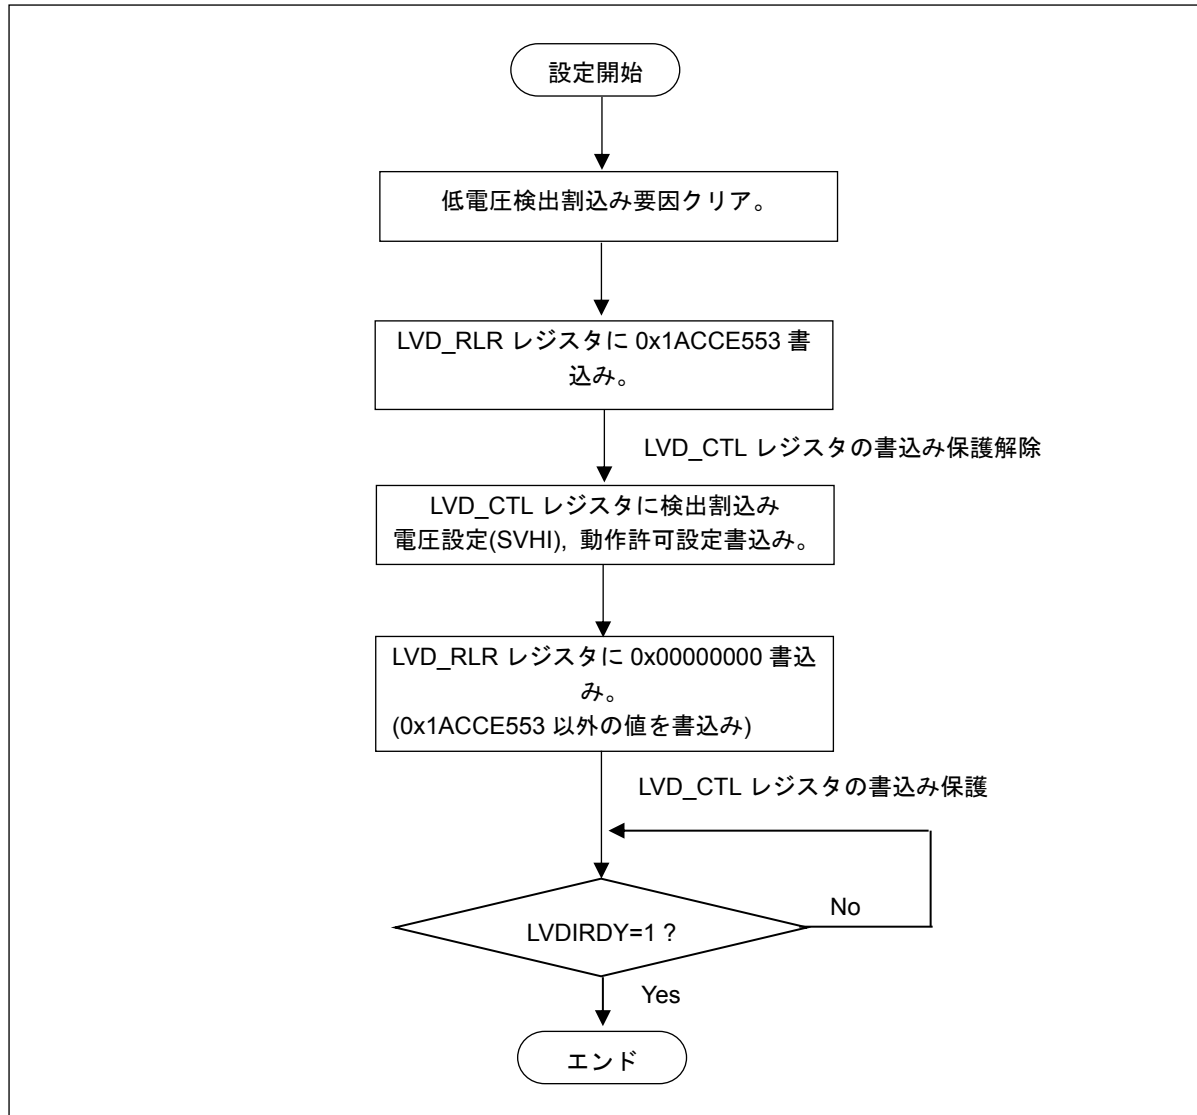 設定開始
低電圧検出割込み要因クリア。
LVD_RLR レジスタに 0x1ACCE553 書
込み。
LVD_CTL レジスタの書込み保護解除
LVD_CTL レジスタに検出割込み
電圧設定(SVHI), 動作許可設定書込み。
LVD_RLR レジスタに 0x00000000 書込
み。
(0x1ACCE553 以外の値を書込み)
LVD_CTL レジスタの書込み保護
No
LVDIRDY=1 ?
Yes
エンド